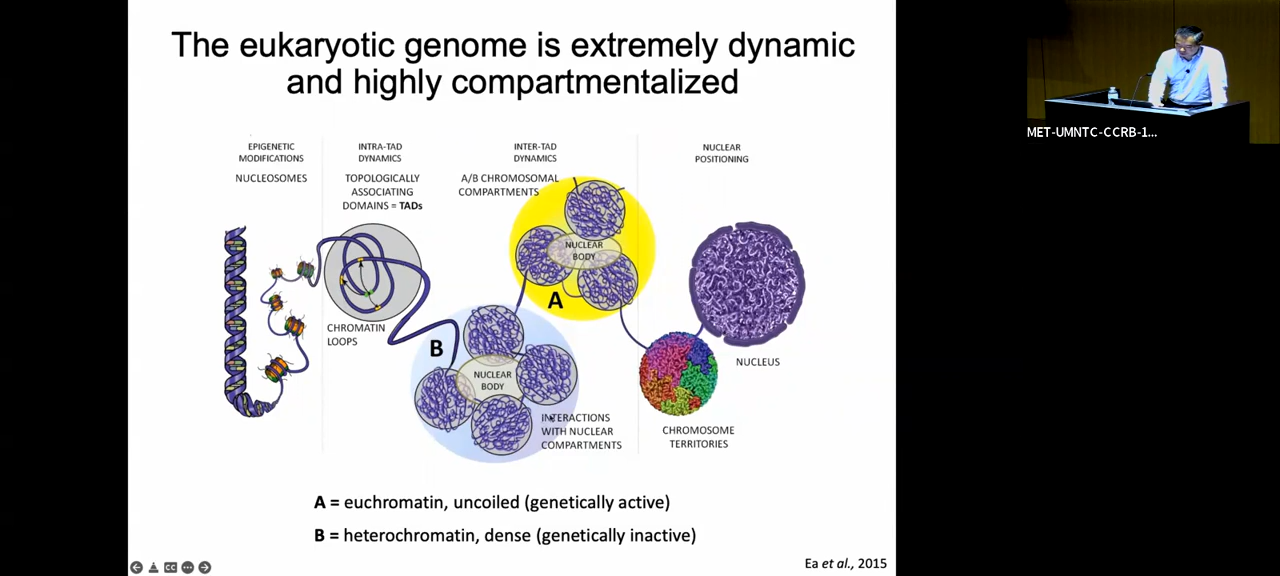 The eukaryotic genome is extremely dynamic
and highly compartmentalized
MET-UMNTC-CCRB-1...
EPIGENETIC
MODIFICATIONS
NUCLEOSOMES
INTRA-TAD
DYNAMICS
TOPOLOGICALLY
ASSOCIATING
DOMAINS = TADs
CHROMATIN
LOOPS
INTER-TAD
DYNAMICS
A/B CHROMOSOMAL
COMPARTMENTS
NUCLEAR
BODY
A
B
NUCLEAR
BODY
INTERACTIONS
WITH NUCLEAR
COMPARTMENTS
NUCLEAR
POSITIONING
NUCLEUS
CHROMOSOME
TERRITORIES
A = euchromatin, uncoiled (genetically active)
B = heterochromatin, dense (genetically inactive)
Ea et al., 2015
CC